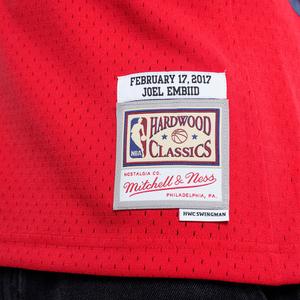 FEBRUARY 17, 2017
JOEL EMBIID
NBA
HARDWOOD
CLASSICS
NOSTALGIA CO.
Mitchell & Ness
PHILADELPHIA, PA.
HWC SWINGMAN